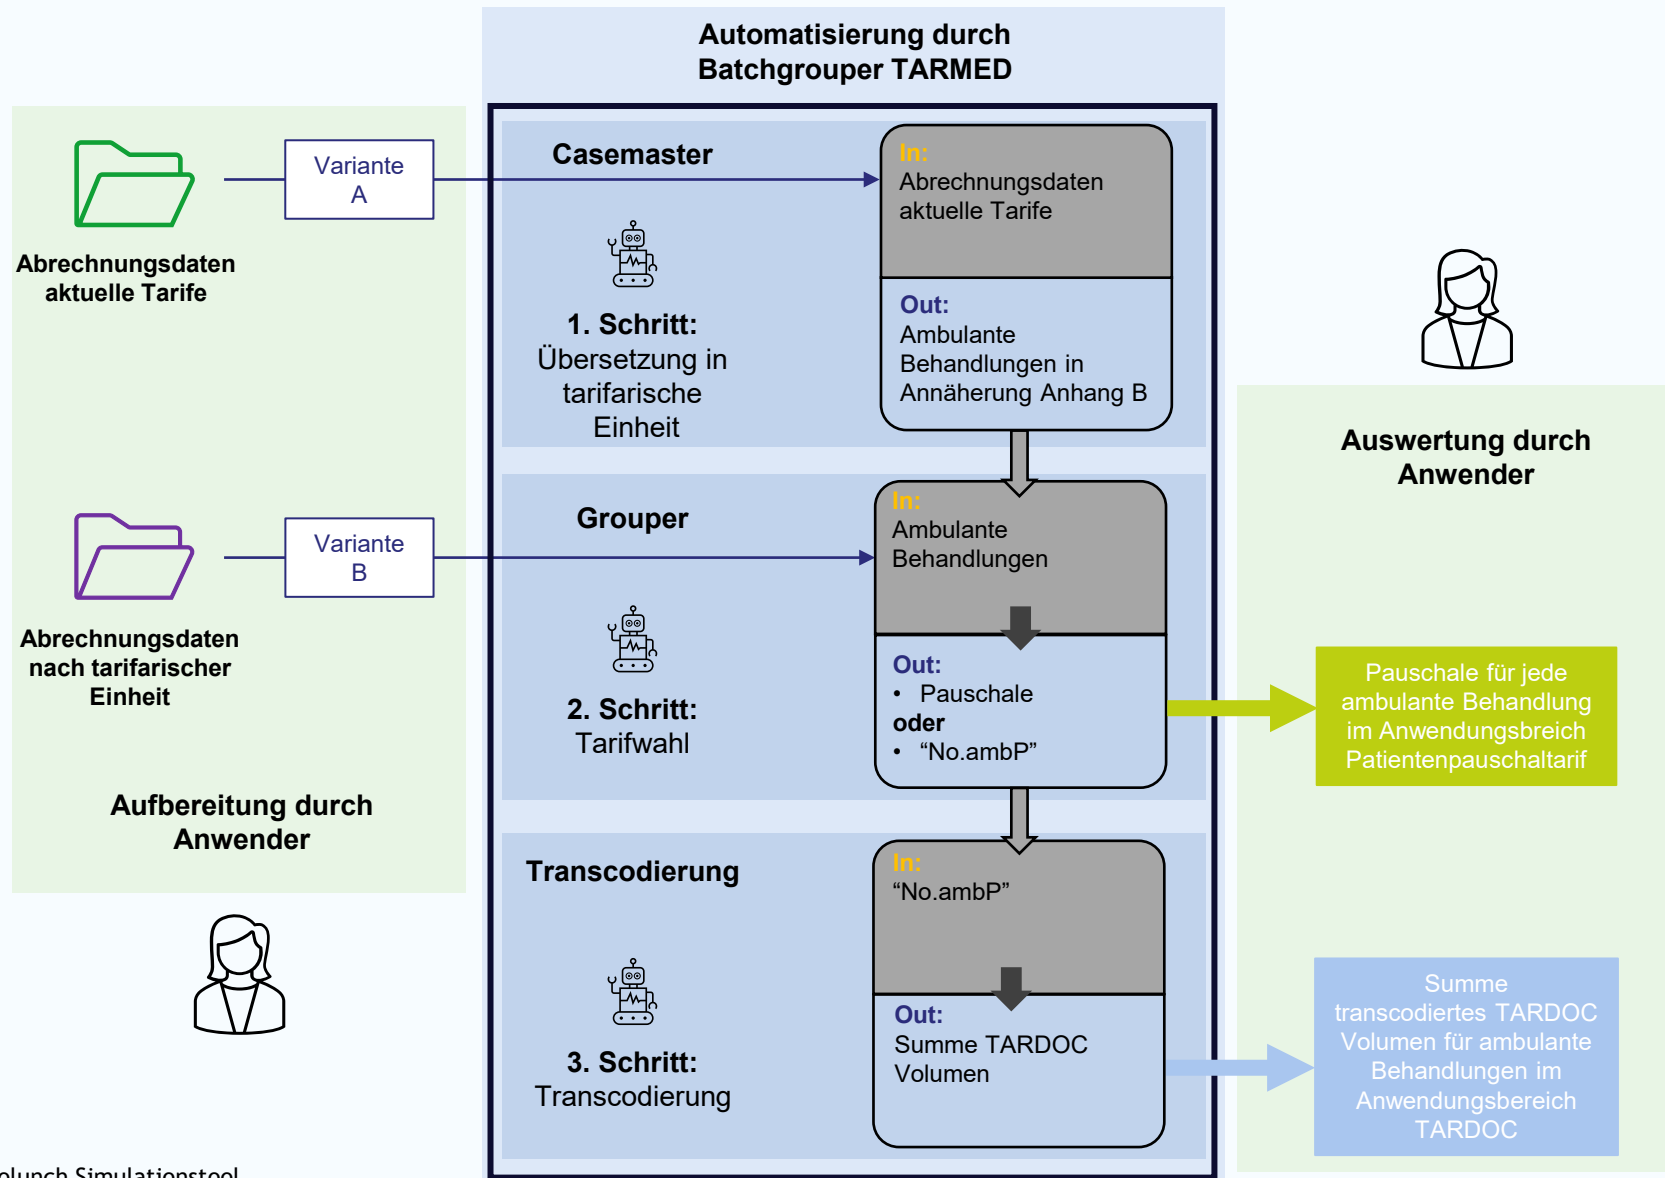 Automatisierung durch
Batchgrouper TARMED
Variante
A
Abrechnungsdaten
aktuelle Tarife
Casemaster
1. Schritt:
Übersetzung in
tarifarische
Einheit
In:
Abrechnungsdaten
aktuelle Tarife
Out:
Ambulante
Behandlungen in
Annäherung Anhang B
Variante
B
Abrechnungsdaten
nach tarifarischer
Einheit
Aufbereitung durch
Anwender
Grouper
2. Schritt:
Tarifwahl
In:
Ambulante
Behandlungen
Out:
• Pauschale
oder
• “No.ambP”
Transcodierung
3. Schritt:
Transcodierung
In:
“No.ambP”
Out:
Summe TARDOC
Volumen
Auswertung durch
Anwender
Pauschale für jede
ambulante Behandlung
im Anwendungsbreich
Patientenpauschaltarif
Summe
transcodiertes TARDOC
Volumen für ambulante
Behandlungen im
Anwendungsbereich
TARDOC
Simulationstool